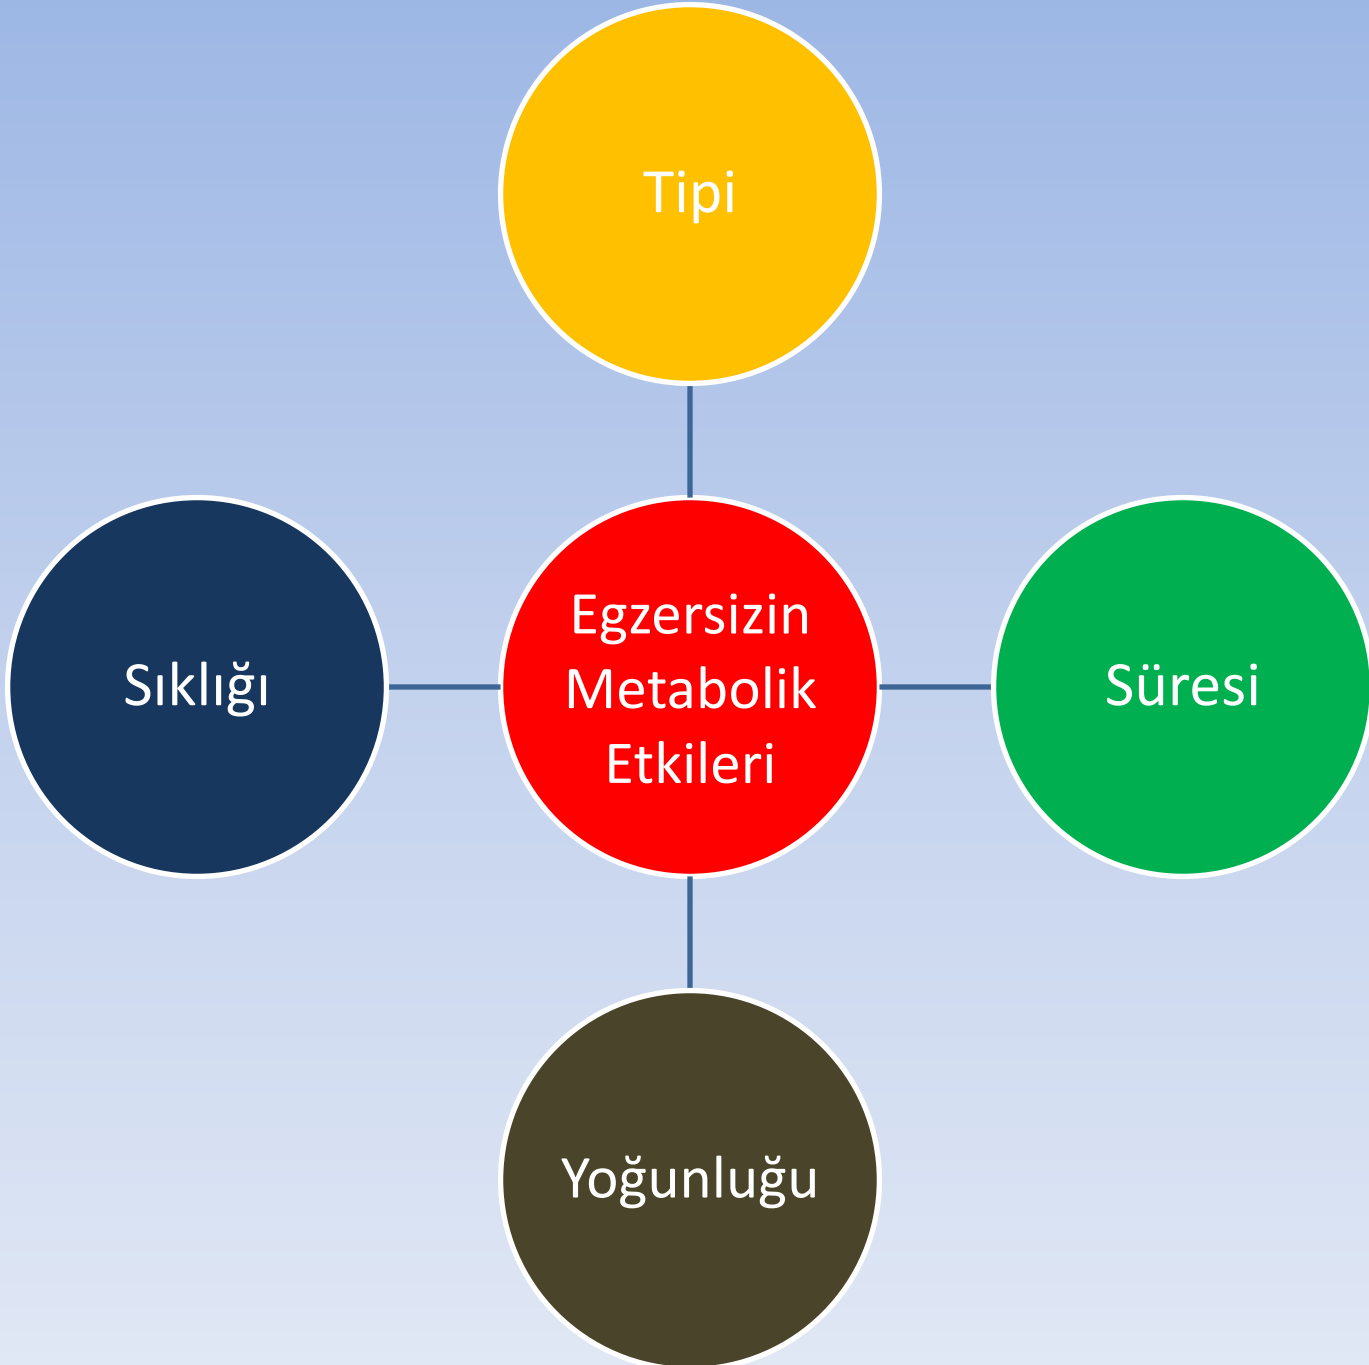 Tipi
Sıklığı
Egzersizin
Metabolik
Etkileri
Süresi
Yoğunluğu